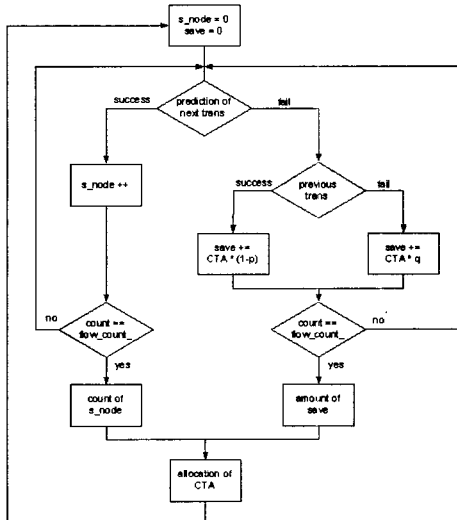 s_node = 0
save = 0
prediction of
next trans
success
fail
s_node ++
previous
trans
success
fail
save +=
CTA * (1-p)
save +=
CTA * q
count ==
flow_count_
no
yes
count ==
flow_count_
no
yes
count of
s_node
amount of
save
allocation of
CTA